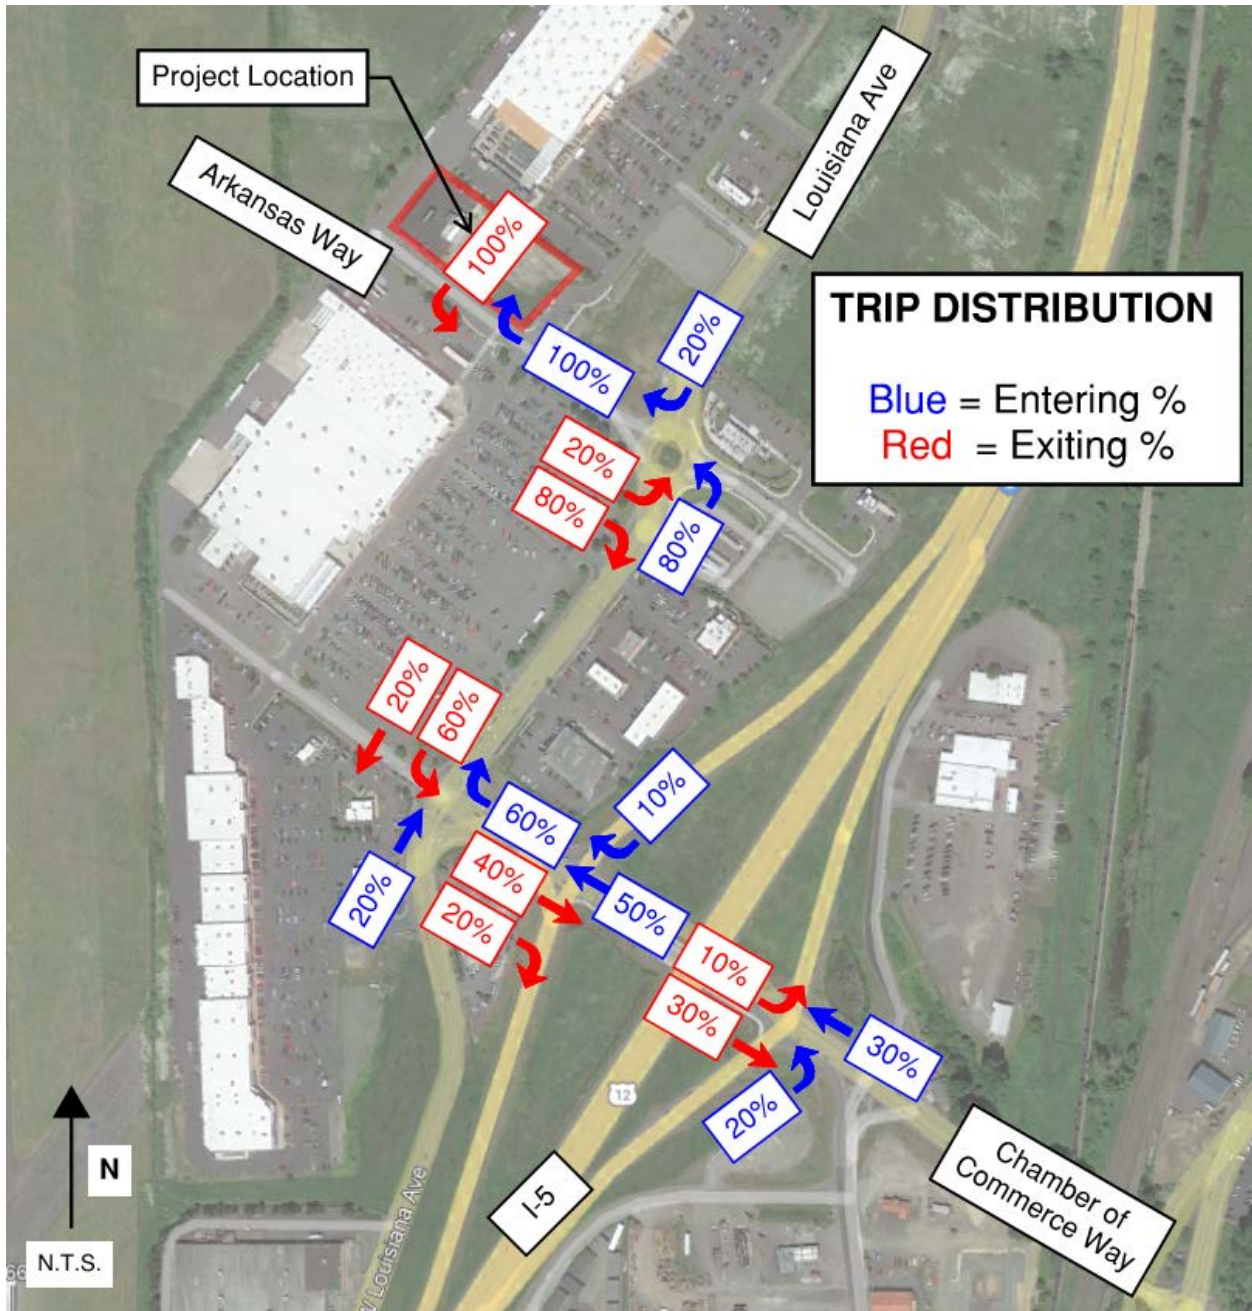 Project Location
Louisiana Ave
Arkansas Way
100%
TRIP DISTRIBUTION
Blue = Entering %
Red = Exiting %
20%
100%
20%
80%
80%
20%
60%
10%
60%
40%
50%
20%
20%
10%
30%
30%
20%
12
N
I-5
Chamber of
Commerce Way
Louisiana Ave
N.T.S.